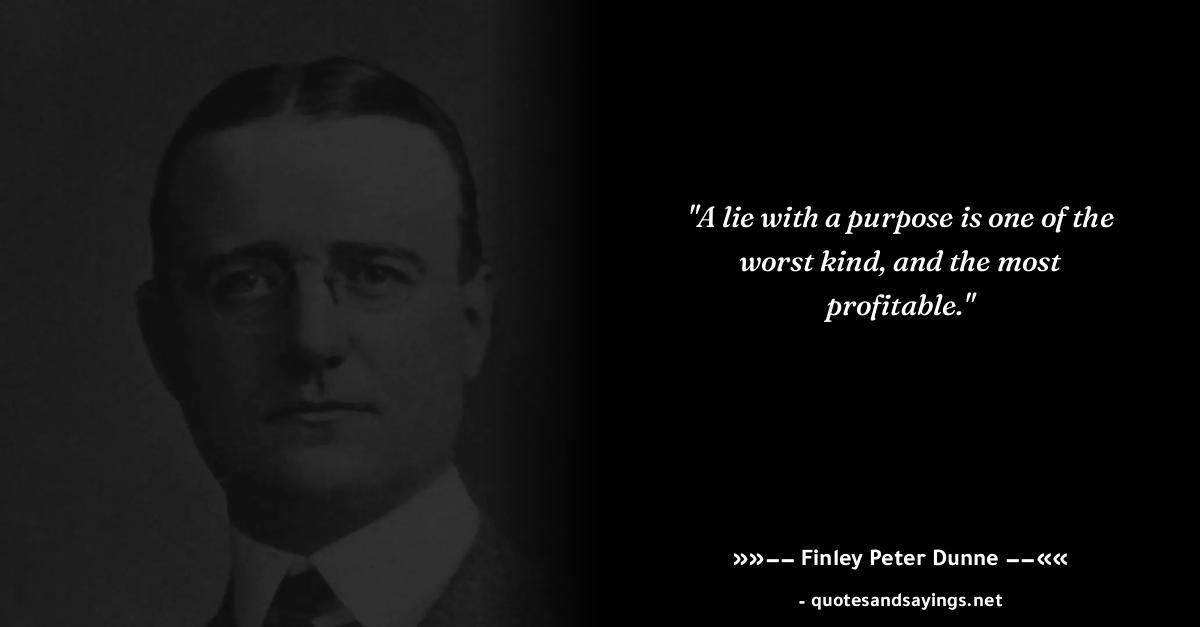 "A lie with a purpose is one of the
worst kind, and the most
profitable."
»»−− Finley Peter Dunne −−««
- quotesandsayings.net